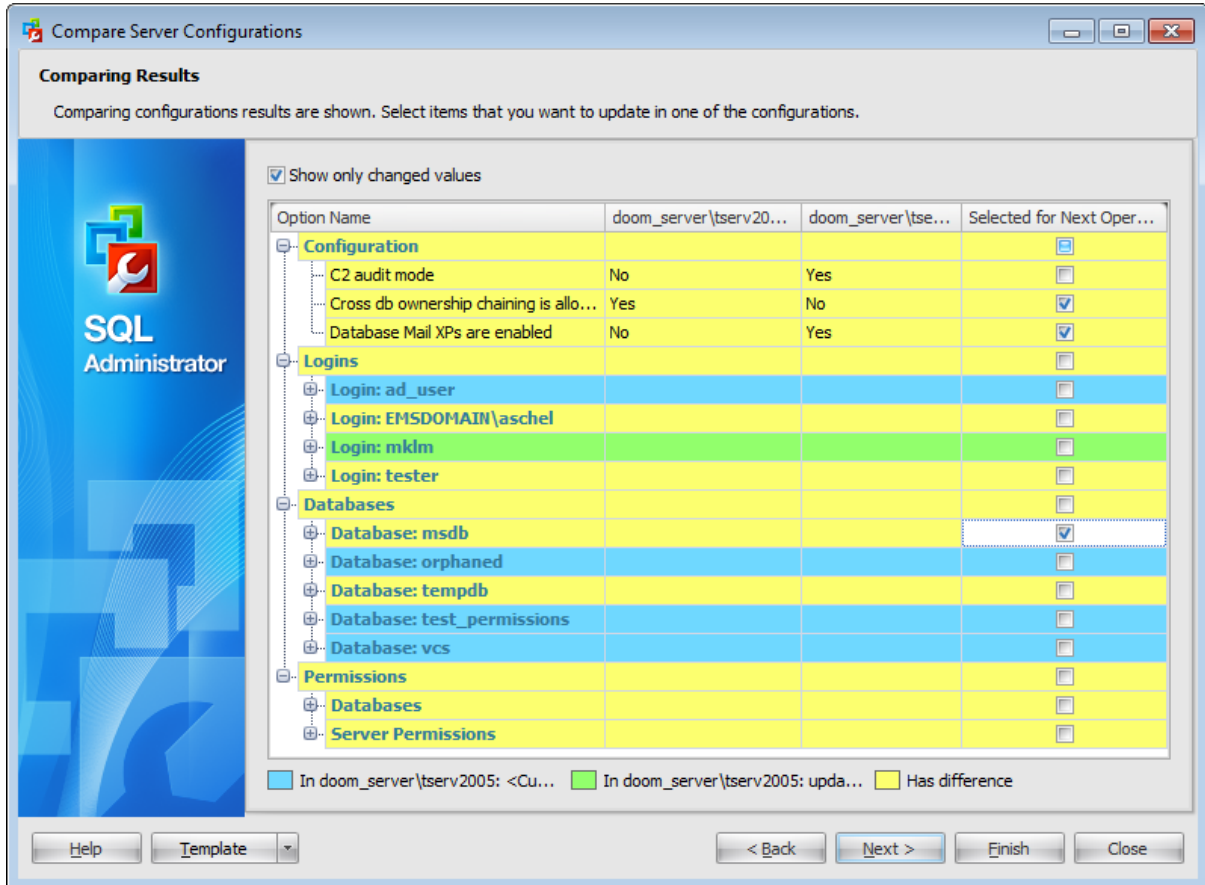 Compare Server Configurations
Comparing Results
Comparing configurations results are shown. Select items that you want to update in one of the configurations.
Show only changed values
Option Name doom_server\tserv20... doom_server\tse... Selected for Next Oper...
Configuration
C2 audit mode No Yes
Cross db ownership chaining is allo... Yes No
Database Mail XPs are enabled No Yes
SQL
Administrator
Logins
Login: ad_user
Login: EMSDOMAIN\aschel
Login: mklm
Login: tester
Databases
Database: msdb
Database: orphaned
Database: tempdb
Database: test_permissions
Database: vcs
Permissions
Databases
Server Permissions
In doom_server\tserv2005: <Cu... In doom_server\tserv2005: upda... Has difference
Help Template < Back Next > Finish Close